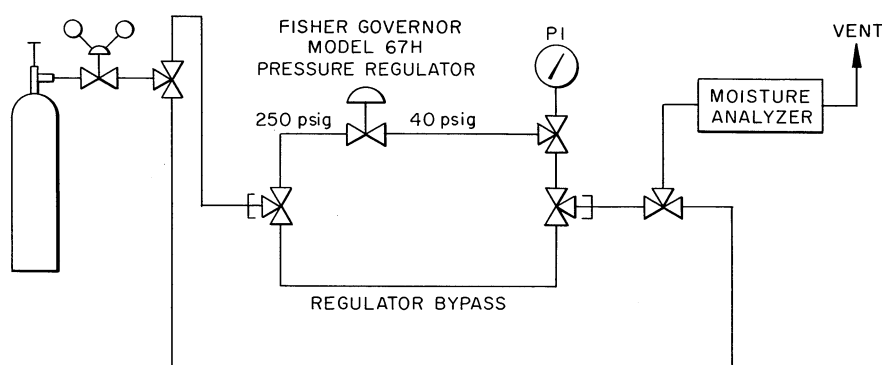 FISHER GOVERNOR
MODEL 67H
PRESSURE REGULATOR
PI
VENT
250 psig
40 psig
MOISTURE
ANALYZER
REGULATOR BYPASS